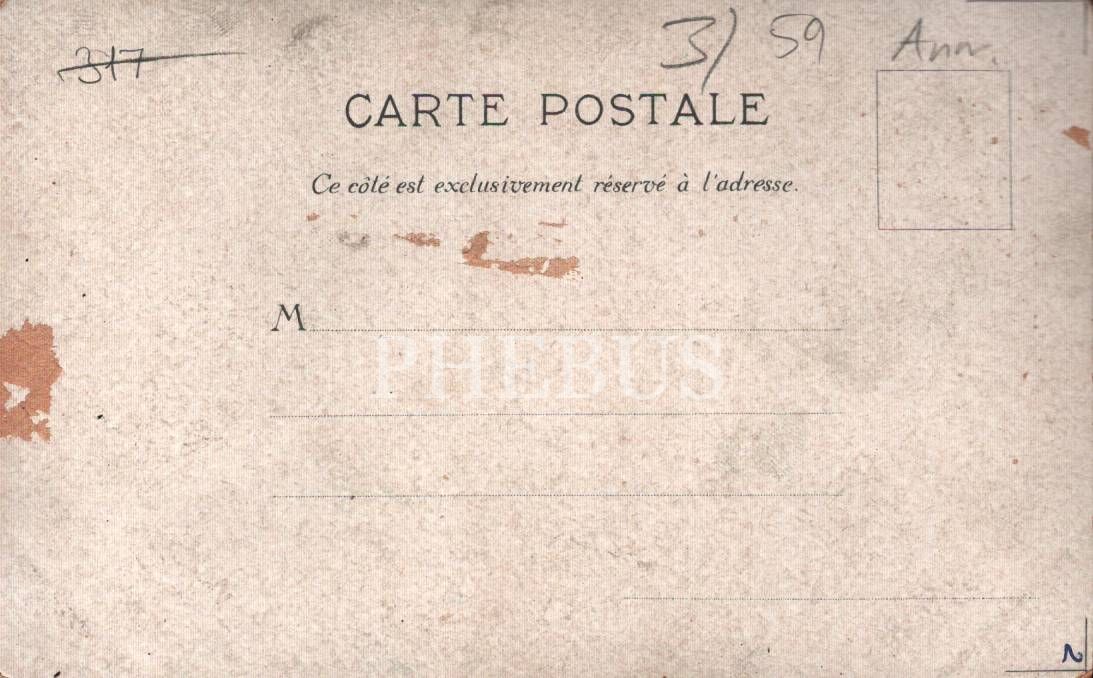 3/ 59 Ann.
317
CARTE POSTALE
Ce côté est exclusivement réservé à l'adresse.
M
PHEBUS
2